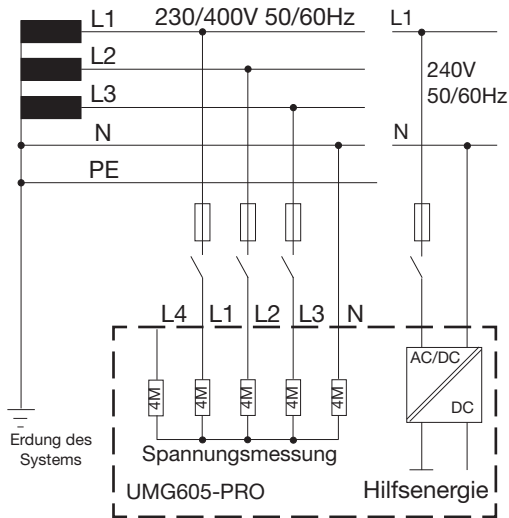 L1
230/400V 50/60Hz
L1
L2
240V
50/60Hz
L3
N
N
PE
L4 L1 L2 L3 N
AC/DC
DC
4M 4M 4M 4M 4M
Erdung des
Systems
Spannungsmessung
UMG605-PRO
Hilfsenergie